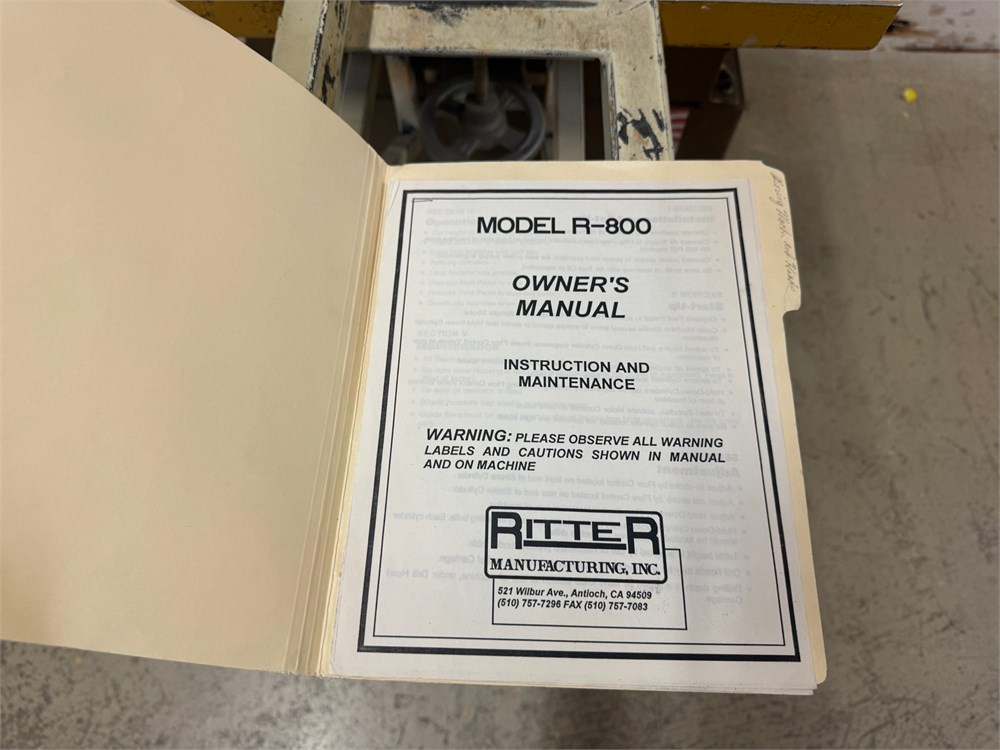 MODEL R-800
OWNER'S
MANUAL
INSTRUCTION AND
MAINTENANCE
WARNING: PLEASE OBSERVE ALL WARNING
LABELS AND CAUTIONS SHOWN IN MANUAL
AND ON MACHINE
RITTER
MANUFACTURING, INC.
521 Wilbur Ave., Antioch, CA 94509
(510) 757-7296 FAX (510) 757-7083